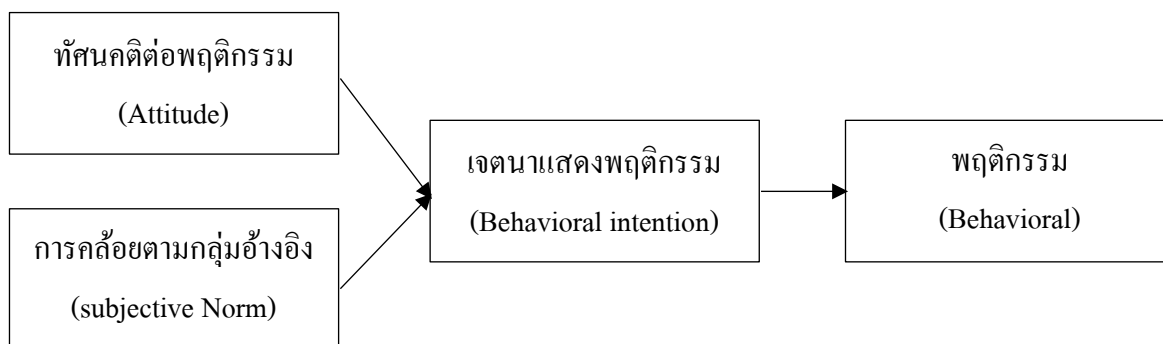 ทัศนคติต่อพฤติกรรม
(Attitude)
การคล้อยตามกลุ่มอ้างอิง
(subjective Norm)
เจตนาแสดงพฤติกรรม
(Behavioral intention)
พฤติกรรม
(Behavioral)